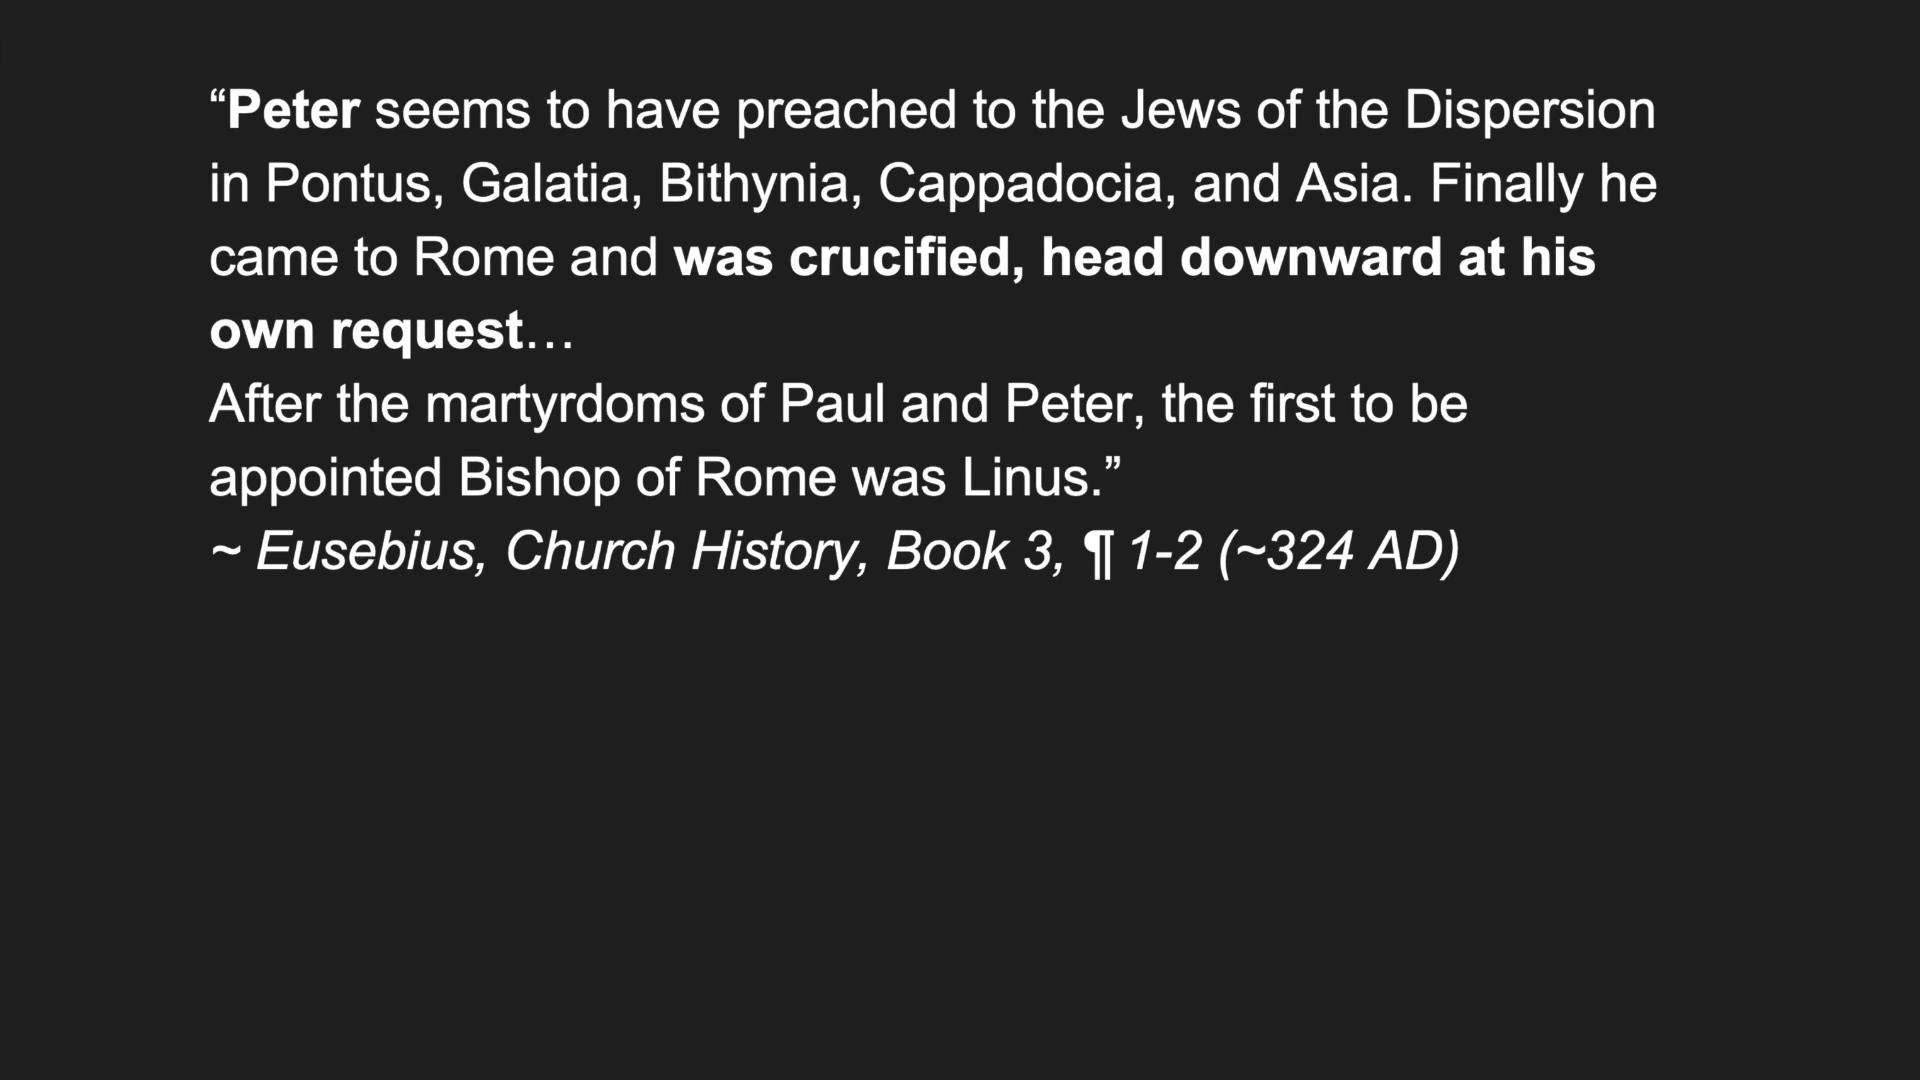 “Peter seems to have preached to the Jews of the Dispersion
in Pontus, Galatia, Bithynia, Cappadocia, and Asia. Finally he
came to Rome and was crucified, head downward at his
own request…
After the martyrdoms of Paul and Peter, the first to be
appointed Bishop of Rome was Linus.”
~ Eusebius, Church History, Book 3, ¶ 1-2 (~324 AD)